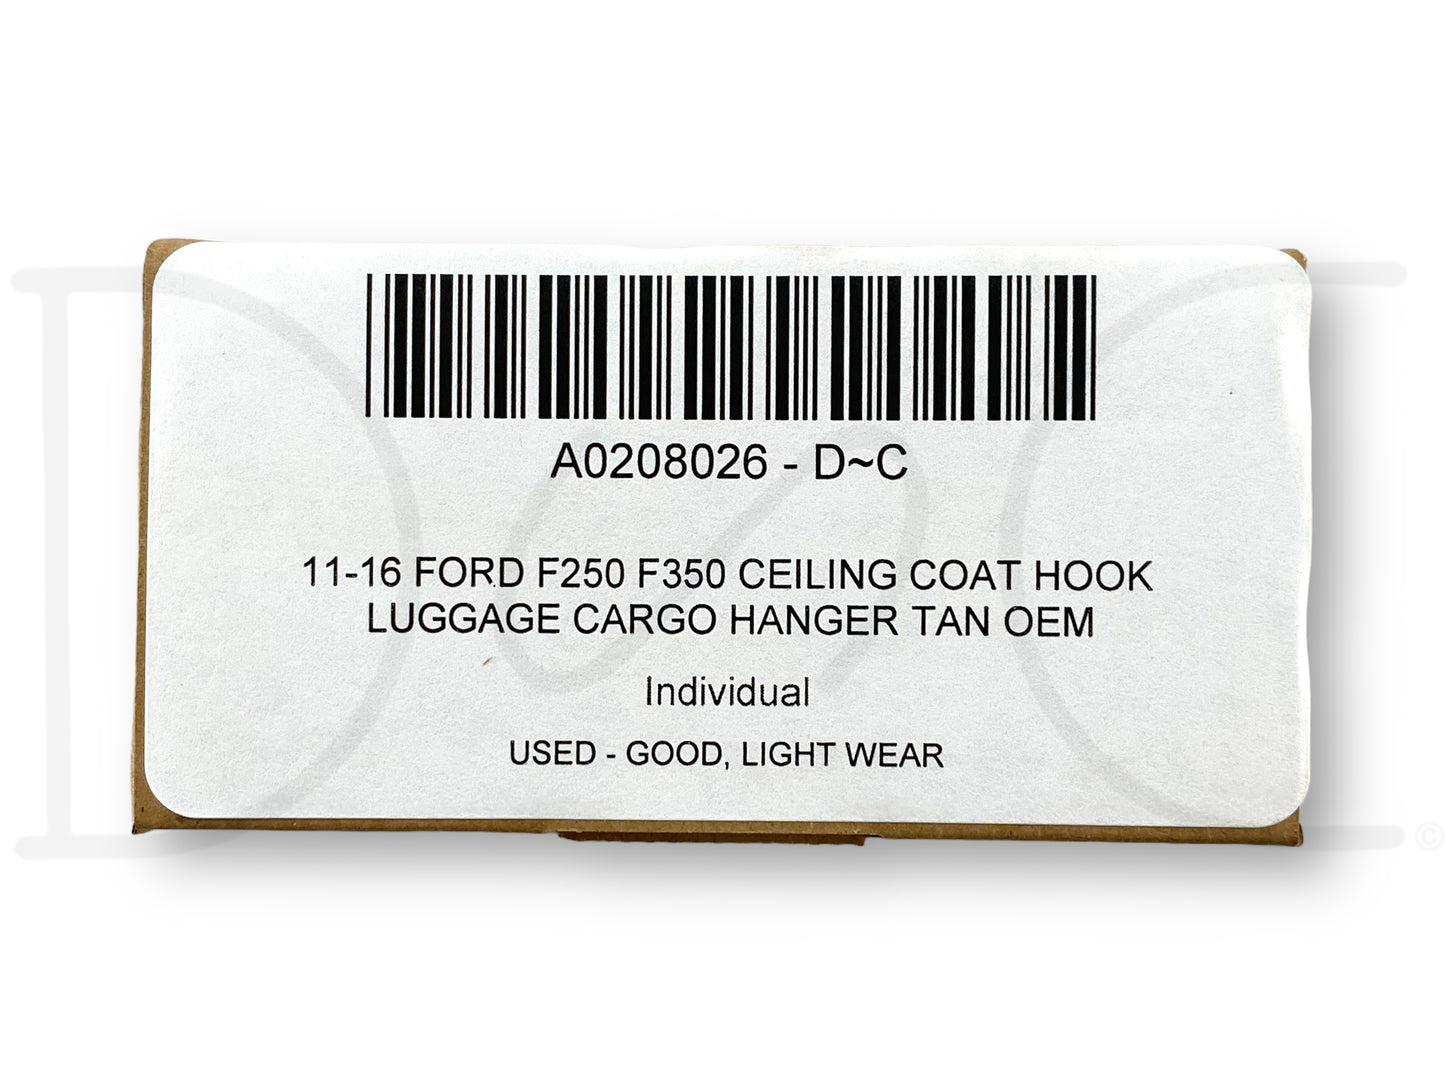 A0208026 - D~C
11-16 FORD F250 F350 CEILING COAT HOOK
LUGGAGE CARGO HANGER TAN OEM
Individual
USED - GOOD, LIGHT WEAR
D~C
©